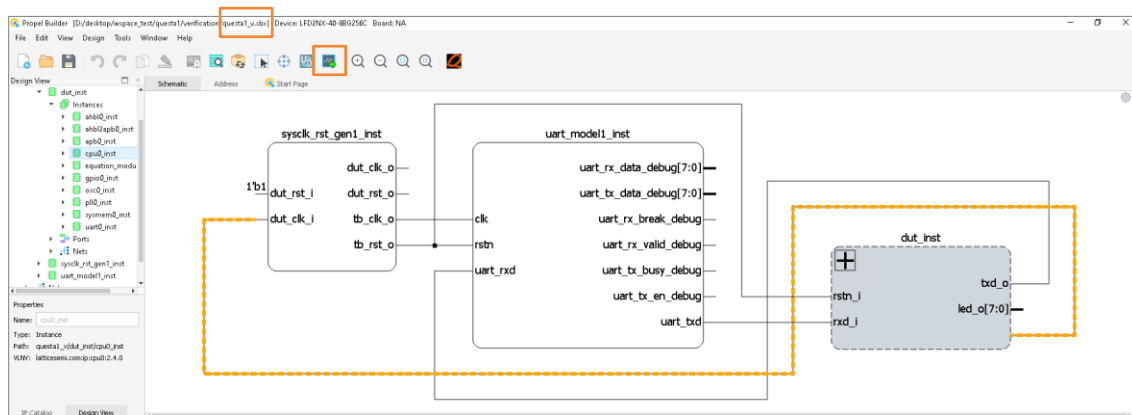 Propel Builder [D:/desktop/wspace_test/questa1/verification/questa1_v.sbx] Device: LFD2NX-40-8BG256C Board: NA
File Edit View Design Tools Window Help
Design View
Schematic Address Start Page
dut_inst
Instances
ahbl0_inst
ahbl2apb0_inst
apb0_inst
cpu0_inst
equation_modu
gpio0_inst
osc0_inst
pll0_inst
sysmem0_inst
uart0_inst
Ports
Nets
sysclk_rst_gen1_inst
uart_model1_inst
Properties
Name: cpu0_inst
Type: Instance
Path: questa1_v/dut_inst/cpu0_inst
VLNV: latticesemi.com:ip:cpu0:2.4.0
IP Catalog Design View
sysclk_rst_gen1_inst
dut_clk_o
1'b1 dut_rst_i dut_rst_o
dut_clk_i tb_clk_o
tb_rst_o
uart_model1_inst
uart_rx_data_debug[7:0]
uart_tx_data_debug[7:0]
clk uart_rx_break_debug
rstn uart_rx_valid_debug
uart_rxd uart_tx_busy_debug
uart_tx_en_debug
uart_txd
dut_inst
txd_o
rstn_i
led_o[7:0]
rxd_i